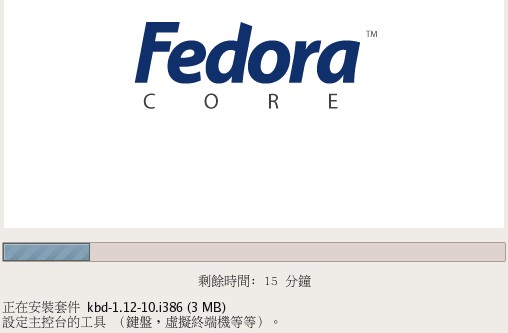 Fedora™
C O R E
剩餘時間: 15 分鐘
正在安裝套件 kbd-1.12-10.i386 (3 MB)
設定主控台的工具 （鍵盤，虛擬終端機等等）。